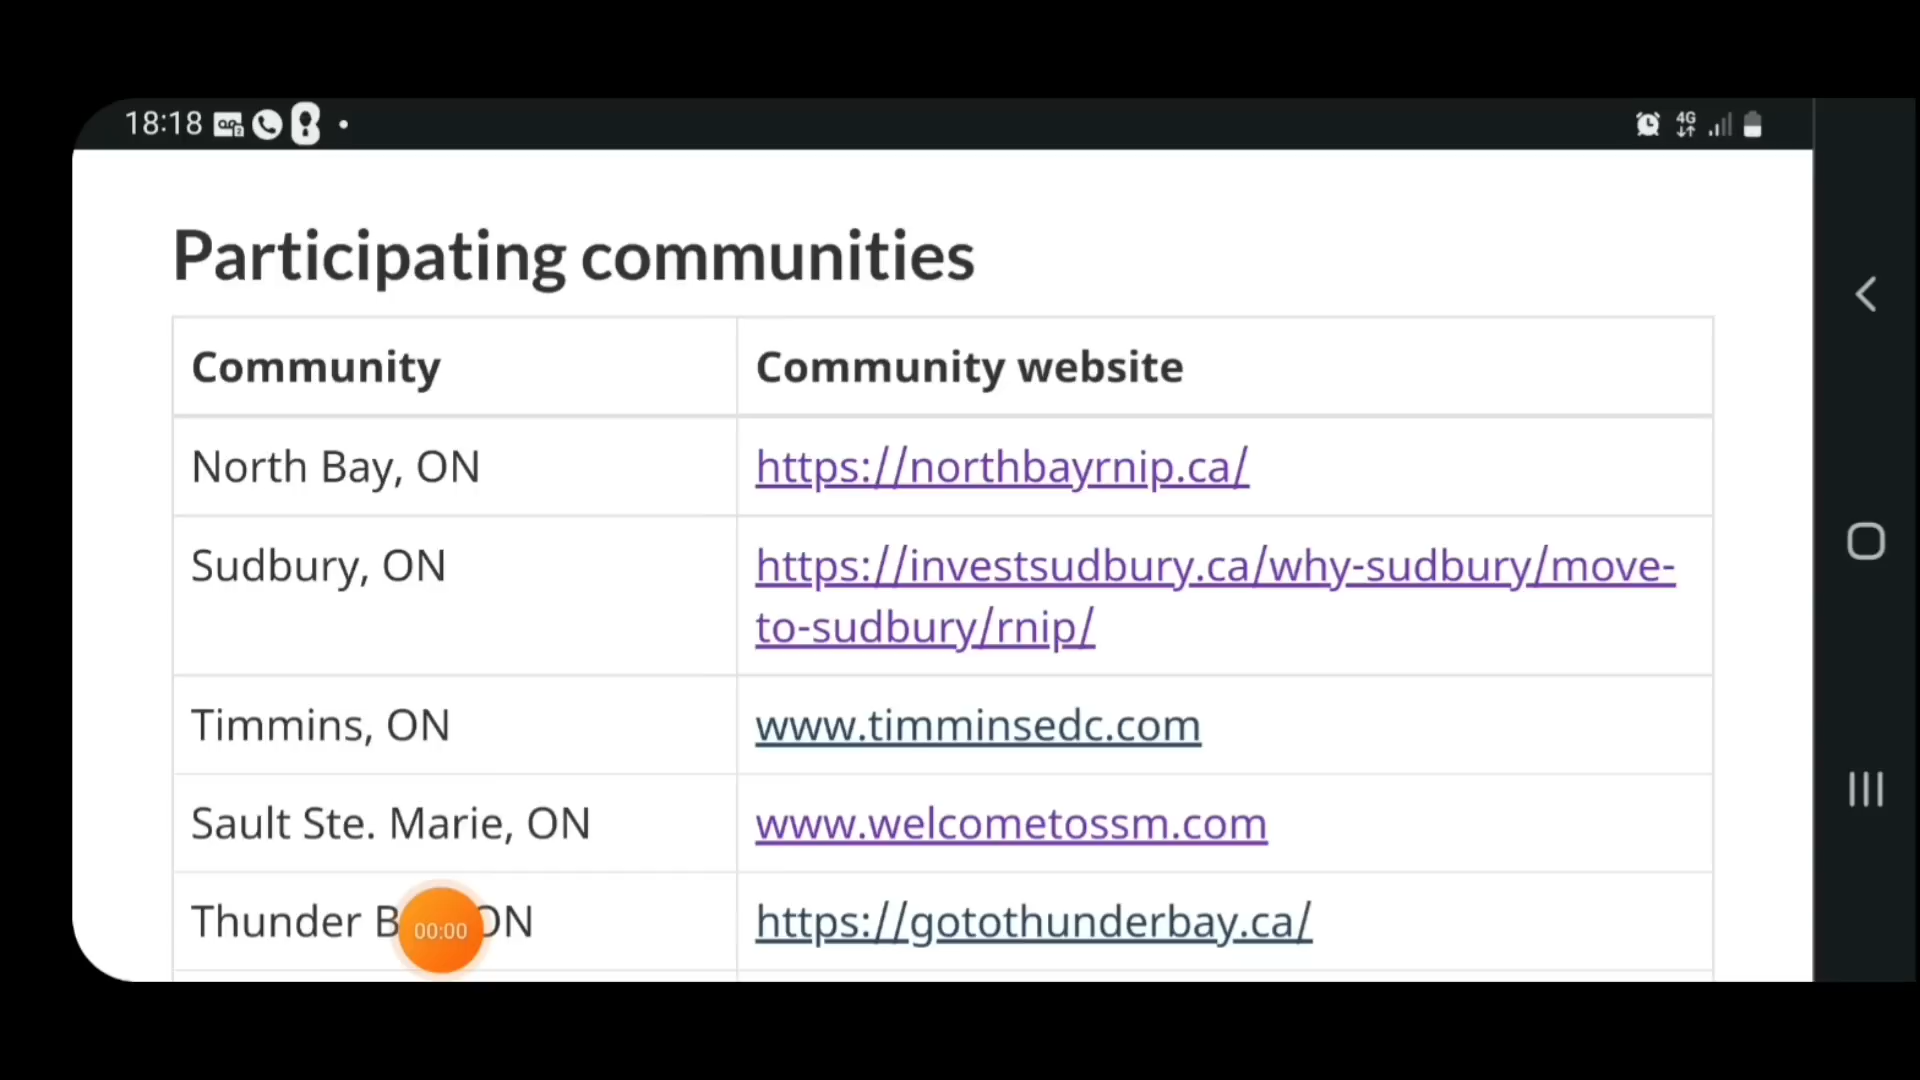 18:18
4G
Participating communities
Community
Community website
North Bay, ON
https://northbayrnip.ca/
Sudbury, ON
https://investsudbury.ca/why-sudbury/move-
to-sudbury/rnip/
Timmins, ON
www.timminsedc.com
Sault Ste. Marie, ON
www.welcometossm.com
Thunder ON
00:00
https://gotothunderbay.ca/